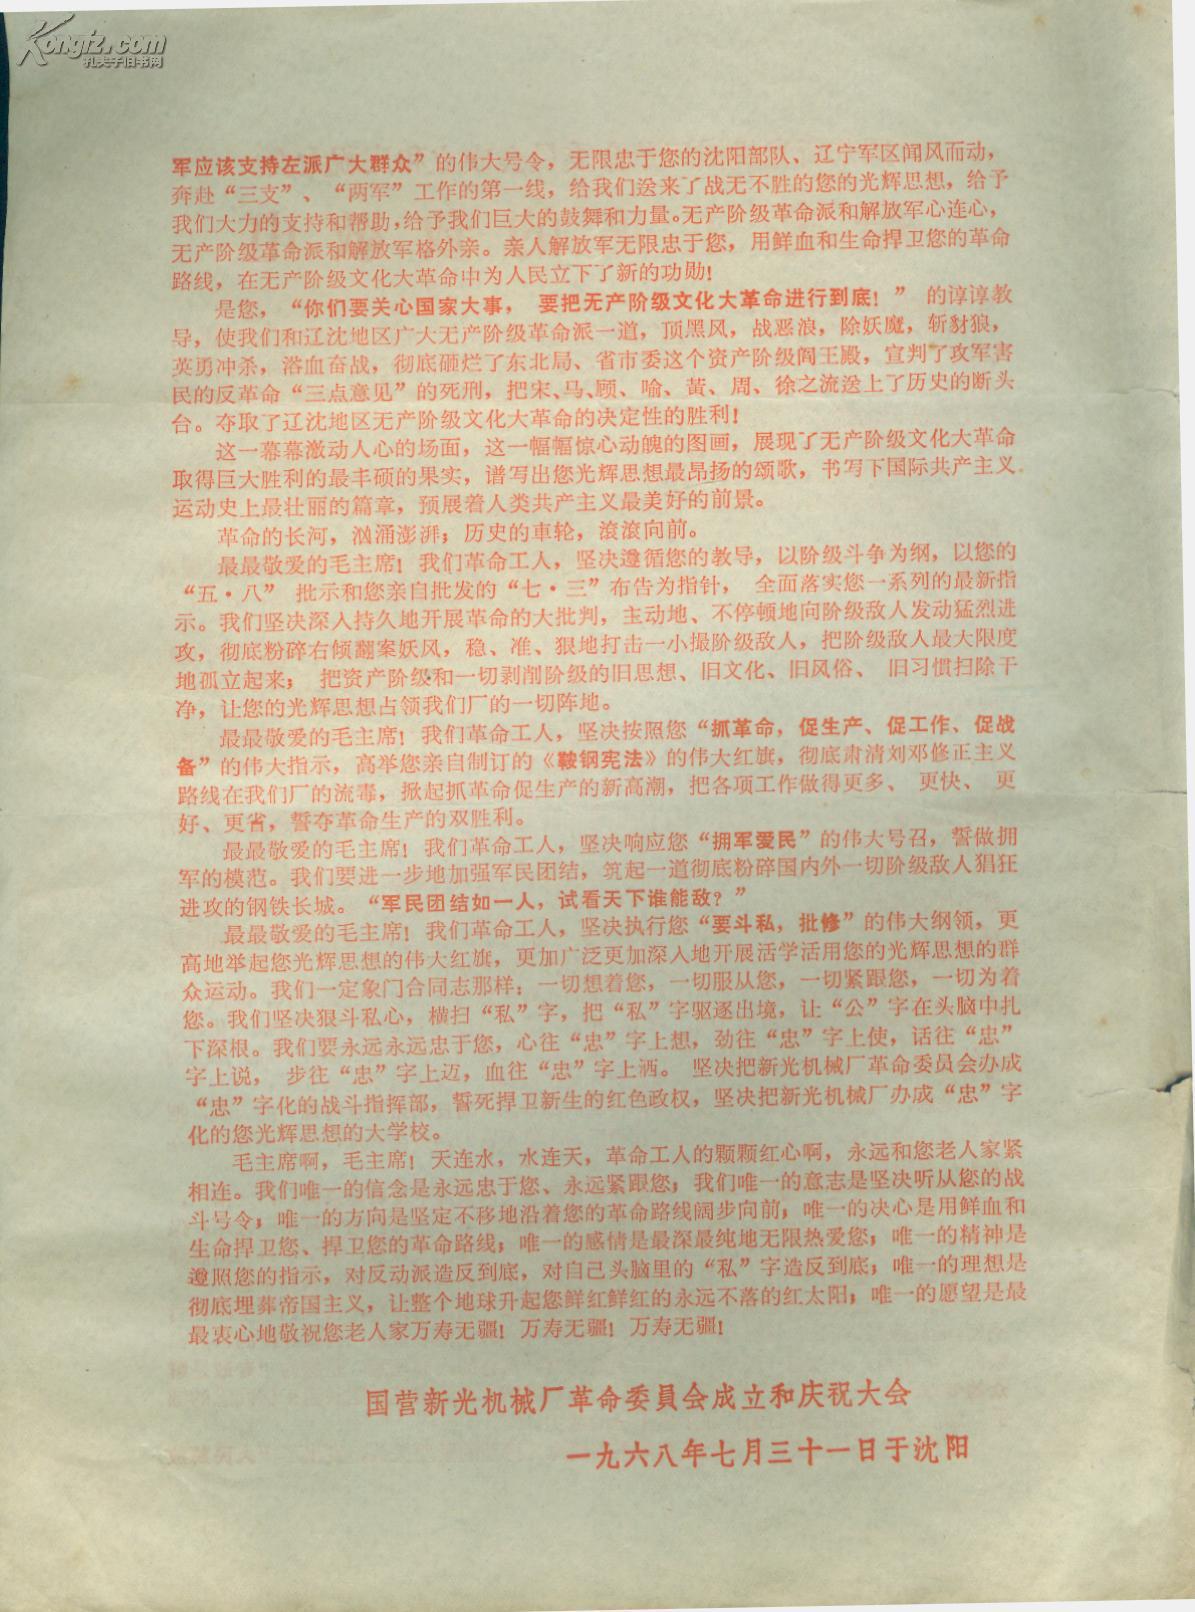 Kongfz.com
孔夫子旧书网
军应该支持左派广大群众”的伟大号令，无限忠于您的沈阳部队、辽宁军区闻风而动，
奔赴“三支”、“两军”工作的第一线，给我们送来了战无不胜的您的光辉思想，给予
我们大力的支持和帮助，给予我们巨大的鼓舞和力量。无产阶级革命派和解放军心连心，
无产阶级革命派和解放军格外亲。亲人解放军无限忠于您，用鲜血和生命捍卫您的革命
路线，在无产阶级文化大革命中为人民立下了新的功勋！
是您，“你们要关心国家大事，要把无产阶级文化大革命进行到底！”的谆谆教
导，使我们和辽沈地区广大无产阶级革命派一道，顶黑风，战恶浪，除妖魔，斩豺狼，
英勇冲杀，浴血奋战，彻底砸烂了东北局、省市委这个资产阶级阎王殿，宣判了攻军害
民的反革命“三点意见”的死刑，把宋、马、顾、喻、黄、周、徐之流送上了历史的断头
台。夺取了辽沈地区无产阶级文化大革命的决定性的胜利！
这一幕幕激动人心的场面，这一幅幅惊心动魄的图画，展现了无产阶级文化大革命
取得巨大胜利的最丰硕的果实，谱写出您光辉思想最昂扬的颂歌，书写下国际共产主义
运动史上最壮丽的篇章，预展着人类共产主义最美好的前景。
革命的长河，汹涌澎湃；历史的車轮，滚滚向前。
最最敬爱的毛主席！我们革命工人，坚决遵循您的教导，以阶级斗争为纲，以您的
“五·八”批示和您亲自批发的“七·三”布告为指针，全面落实您一系列的最新指
示。我们坚决深入持久地开展革命的大批判，主动地、不停顿地向阶级敌人发动猛烈进
攻，彻底粉碎右倾翻案妖风，稳、准、狠地打击一小撮阶级敌人，把阶级敌人最大限度
地孤立起来；把资产阶级和一切剥削阶级的旧思想、旧文化、旧风俗、旧习惯扫除干
净，让您的光辉思想占领我们厂的一切阵地。
最最敬爱的毛主席！我们革命工人，坚决按照您“抓革命，促生产、促工作、促战
备”的伟大指示，高举您亲自制订的《鞍钢宪法》的伟大红旗，彻底肃清刘邓修正主义
路线在我们厂的流毒，掀起抓革命促生产的新高潮，把各项工作做得更多、更快、更
好、更省，誓夺革命生产的双胜利。
最最敬爱的毛主席！我们革命工人，坚决响应您“拥军爱民”的伟大号召，誓做拥
军的模范。我们要进一步地加强军民团结，筑起一道彻底粉碎国内外一切阶级敌人猖狂
进攻的钢铁长城。“军民团结如一人，试看天下谁能敌？”
最最敬爱的毛主席！我们革命工人，坚决执行您“要斗私，批修”的伟大纲领，更
高地举起您光辉思想的伟大红旗，更加广泛更加深入地开展活学活用您的光辉思想的群
众运动。我们一定象门合同志那样：一切想着您，一切服从您，一切紧跟您，一切为着
您。我们坚决狠斗私心，横扫“私”字，把“私”字驱逐出境，让“公”字在头脑中扎
下深根。我们要永远永远忠于您，心往“忠”字上想，劲往“忠”字上使，话往“忠”
字上说，步往“忠”字上迈，血往“忠”字上洒。坚决把新光机械厂革命委员会办成
“忠”字化的战斗指挥部，誓死捍卫新生的红色政权，坚决把新光机械厂办成“忠”字
化的您光辉思想的大学校。
毛主席啊，毛主席！天连水，水连天，革命工人的颗颗红心啊，永远和您老人家紧
相连。我们唯一的信念是永远忠于您、永远紧跟您；我们唯一的意志是坚决听从您的战
斗号令；唯一的方向是坚定不移地沿着您的革命路线阔步向前；唯一的决心是用鲜血和
生命捍卫您、捍卫您的革命路线；唯一的感情是最深最纯地无限热爱您；唯一的精神是
遵照您的指示，对反动派造反到底，对自己头脑里的“私”字造反到底；唯一的理想是
彻底埋葬帝国主义，让整个地球升起您鲜红鲜红的永远不落的红太阳；唯一的愿望是最
最衷心地敬祝您老人家万寿无疆！万寿无疆！万寿无疆！
国营新光机械厂革命委員会成立和庆祝大会
一九六八年七月三十一日于沈阳